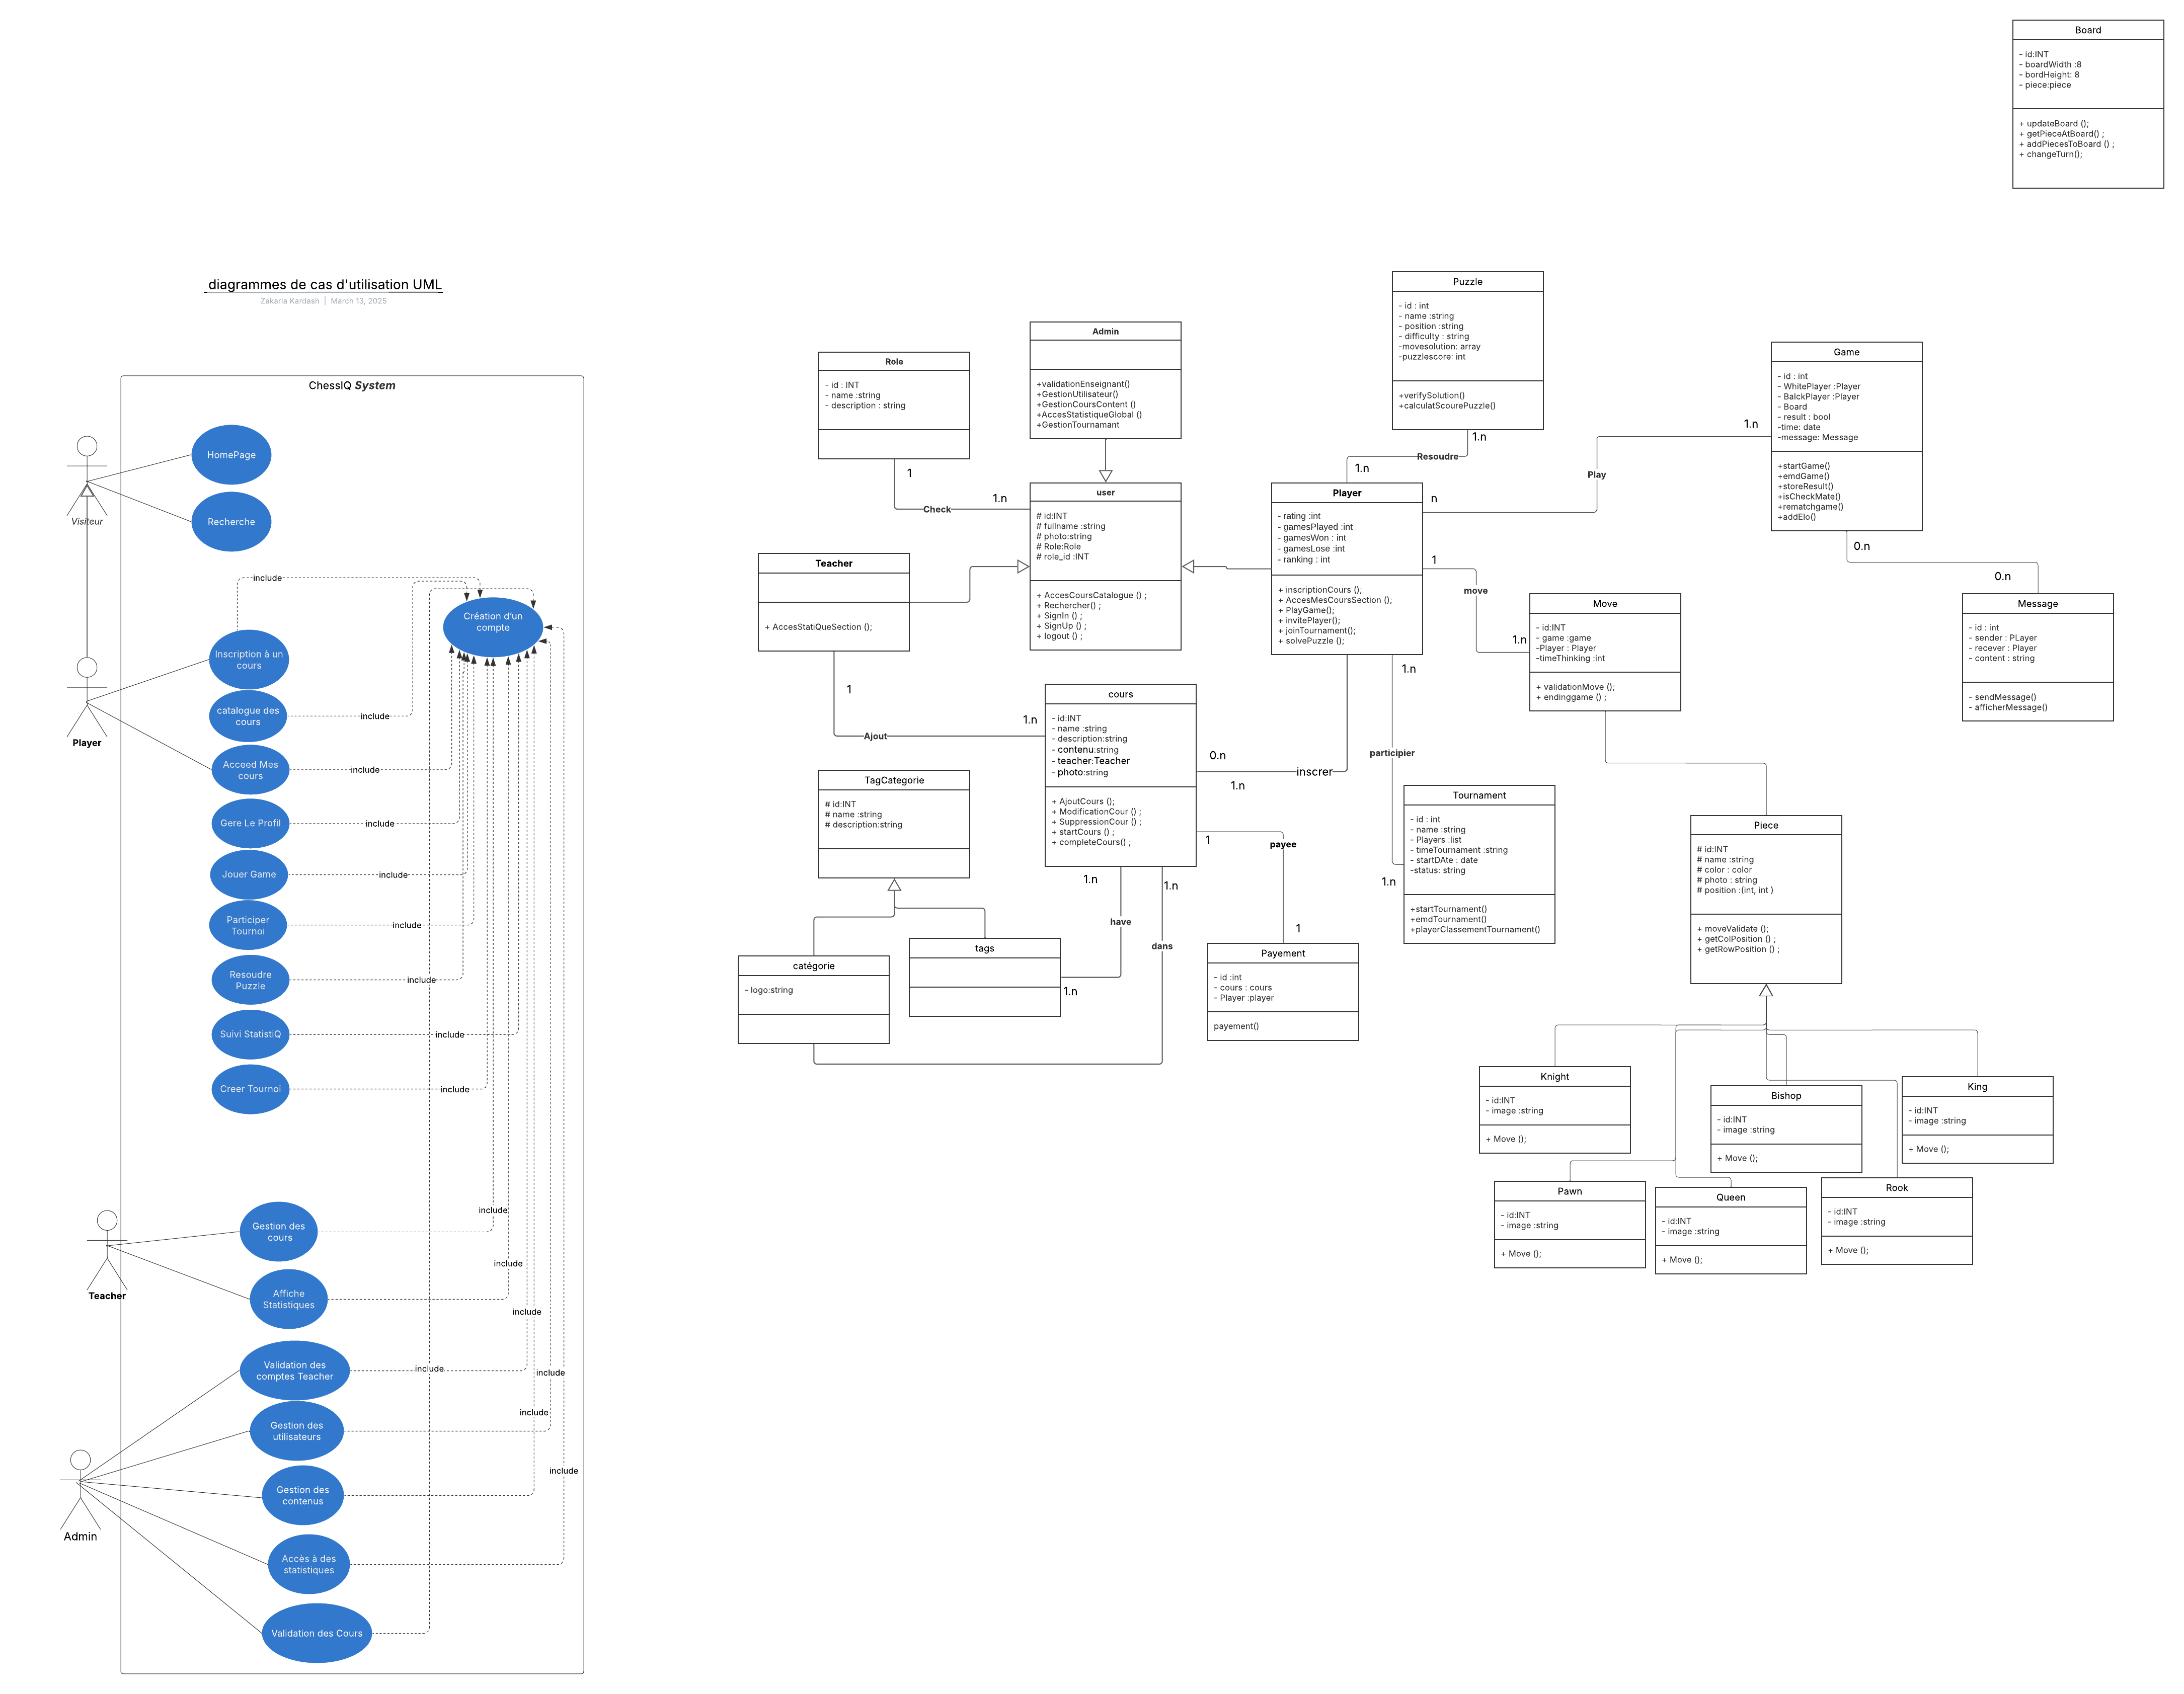 Board
- id:INT
- boardWidth :8
- bordHeight: 8
- piece:piece
+ updateBoard ();
+ getPieceAtBoard() ;
+ addPiecesToBoard () ;
+ changeTurn();
diagrammes de cas d'utilisation UML
Zakaria Kardash | March 13, 2025
ChessIQ System
HomePage
Recherche
Visiteur
include
Création d'un
compte
Inscription à un
cours
catalogue des
cours
include
Player
Acceed Mes
cours
include
Gere Le Profil
include
Jouer Game
include
Participer
Tournoi
include
Resoudre
Puzzle
include
Suivi StatistiQ
include
Creer Tournoi
include
include
Gestion des
cours
include
Teacher
Affiche
Statistiques
include
Validation des
comptes Teacher
include
include
include
Gestion des
utilisateurs
include
Gestion des
contenus
Admin
Accès à des
statistiques
Validation des Cours
Role
- id : INT
- name :string
- description : string
1
Check
1.n
Admin
+validationEnseignant()
+GestionUtilisateur()
+GestionCoursContent ()
+AccesStatistiqueGlobal ()
+GestionTournamant
user
# id:INT
# fullname :string
# photo:string
# Role:Role
# role_id :INT
+ AccesCoursCatalogue () ;
+ Rechercher() ;
+ SignIn () ;
+ SignUp () ;
+ logout () ;
Teacher
+ AccesStatiQueSection ();
1
Ajout
1.n
Puzzle
- id : int
- name :string
- position :string
- difficulty : string
-movesolution: array
-puzzlescore: int
+verifySolution()
+calculatScourePuzzle()
1.n
Resoudre
1.n
Player
- rating :int
- gamesPlayed :int
- gamesWon : int
- gamesLose :int
- ranking : int
+ inscriptionCours ();
+ AccesMesCoursSection ();
+ PlayGame();
+ invitePlayer();
+ joinTournament();
+ solvePuzzle ();
n
Play
1.n
Game
- id : int
- WhitePlayer :Player
- BalckPlayer :Player
- Board
- result : bool
-time: date
-message: Message
+startGame()
+emdGame()
+storeResult()
+isCheckMate()
+rematchgame()
+addElo()
0.n
0.n
Message
- id : int
- sender : PLayer
- recever : Player
- content : string
- sendMessage()
- afficherMessage()
1
move
1.n
Move
- id:INT
- game :game
-Player : Player
-timeThinking :int
+ validationMove ();
+ endinggame () ;
cours
- id:INT
- name :string
- description:string
- contenu:string
- teacher:Teacher
- photo:string
+ AjoutCours ();
+ ModificationCour () ;
+ SuppressionCour () ;
+ startCours () ;
+ completeCours() ;
0.n
inscrer
1.n
1.n
participier
1.n
Tournament
- id : int
- name :string
- Players :list
- timeTournament :string
- startDAte : date
-status: string
+startTournament()
+emdTournament()
+playerClassementTournament()
TagCategorie
# id:INT
# name :string
# description:string
catégorie
- logo:string
tags
1.n
have
1.n
1.n
dans
1
payee
1
Payement
- id :int
- cours : cours
- Player :player
payement()
Piece
# id:INT
# name :string
# color : color
# photo : string
# position :(int, int )
+ moveValidate ();
+ getColPosition () ;
+ getRowPosition () ;
Knight
- id:INT
- image :string
+ Move ();
Bishop
- id:INT
- image :string
+ Move ();
King
- id:INT
- image :string
+ Move ();
Pawn
- id:INT
- image :string
+ Move ();
Queen
- id:INT
- image :string
+ Move ();
Rook
- id:INT
- image :string
+ Move ();